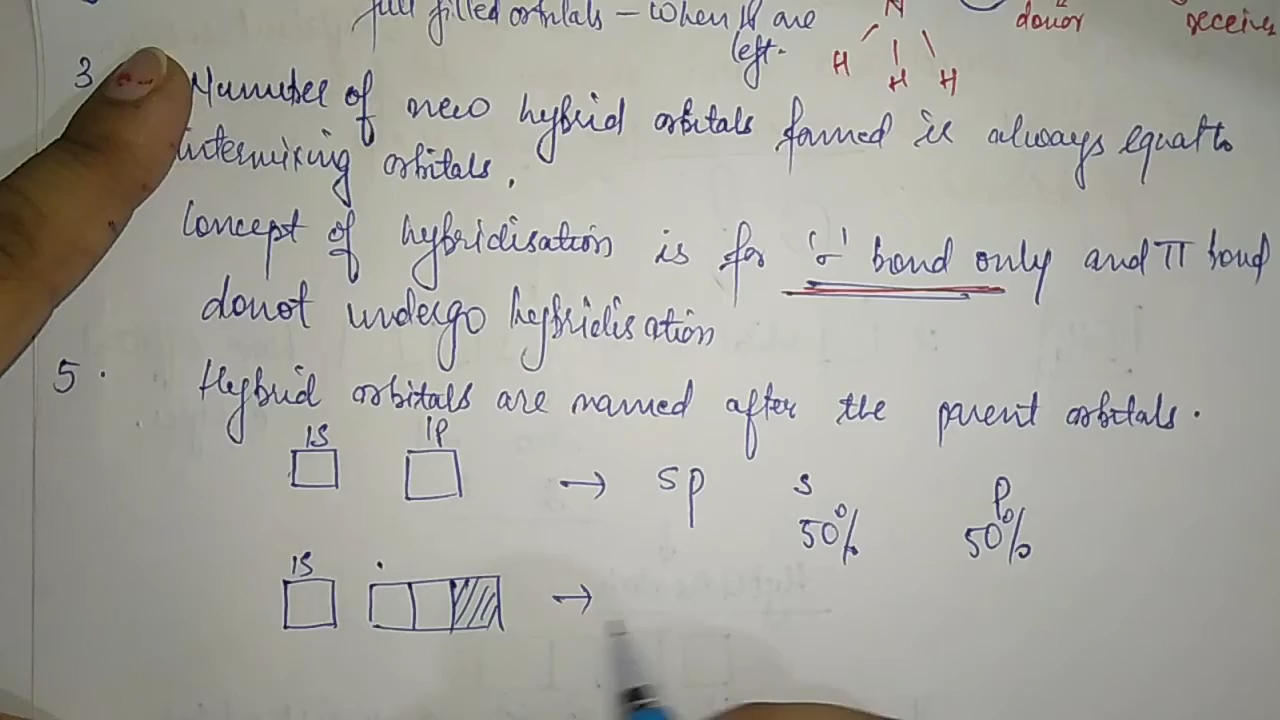 full filled orbitals – when lp are
left.
N
H H H
donor
receiver
3
Number of new hybrid orbitals formed is always equal to
intermixing orbitals.
Concept of hybridisation is for 'σ' bond only and π bond
donot undergo hybridisation
5. Hybrid orbitals are named after the parent orbitals.
1S 1P
→ sp S P
50% 50%
1S
→